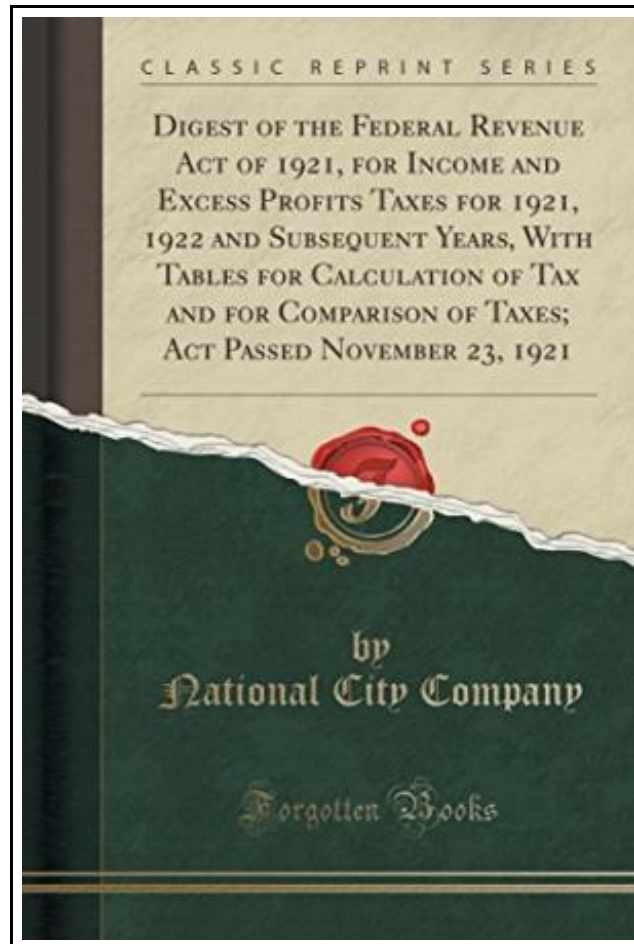 CLASSIC REPRINT SERIES
DIGEST OF THE FEDERAL REVENUE
ACT OF 1921, FOR INCOME AND
EXCESS PROFITS TAXES FOR 1921,
1922 AND SUBSEQUENT YEARS, WITH
TABLES FOR CALCULATION OF TAX
AND FOR COMPARISON OF TAXES;
ACT PASSED NOVEMBER 23, 1921
by
National City Company
Forgotten Books